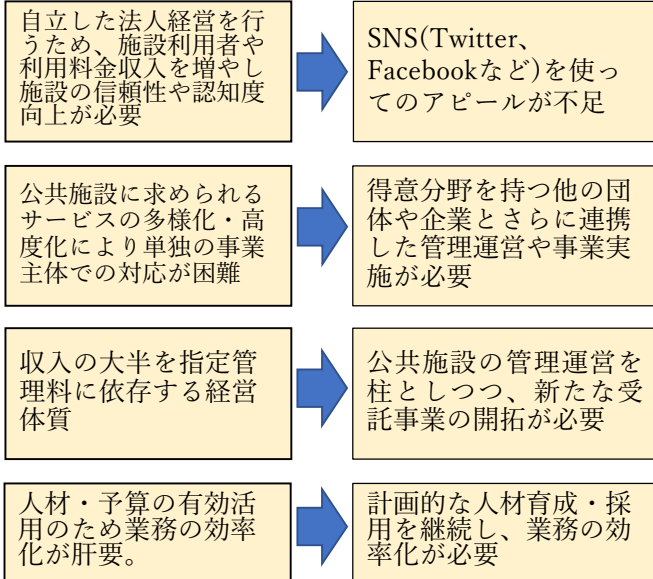 自立した法人経営を行
うため、施設利用者や
利用料金収入を増やし
施設の信頼性や認知度
向上が必要
SNS(Twitter、
Facebookなど)を使っ
てのアピールが不足
公共施設に求められる
サービスの多様化・高
度化により単独の事業
主体での対応が困難
得意分野を持つ他の団
体や企業とさらに連携
した管理運営や事業実
施が必要
収入の大半を指定管
理料に依存する経営
体質
公共施設の管理運営を
柱としつつ、新たな受
託事業の開拓が必要
人材・予算の有効活
用のため業務の効率
化が肝要。
計画的な人材育成・採
用を継続し、業務の効
率化が必要